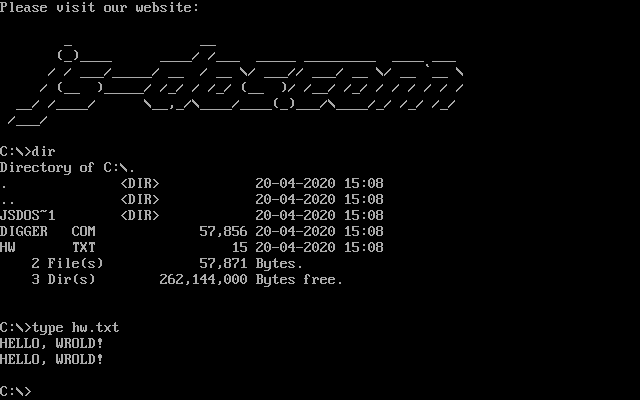 Please visit our website:
js-dos.com
C:\>dir
Directory of C:\.
. <DIR> 20-04-2020 15:08
.. <DIR> 20-04-2020 15:08
JSDOS~1 <DIR> 20-04-2020 15:08
DIGGER COM 57,856 20-04-2020 15:08
HW TXT 15 20-04-2020 15:08
2 File(s) 57,871 Bytes.
3 Dir(s) 262,144,000 Bytes free.
C:\>type hw.txt
HELLO, WROLD!
HELLO, WROLD!
C:\>